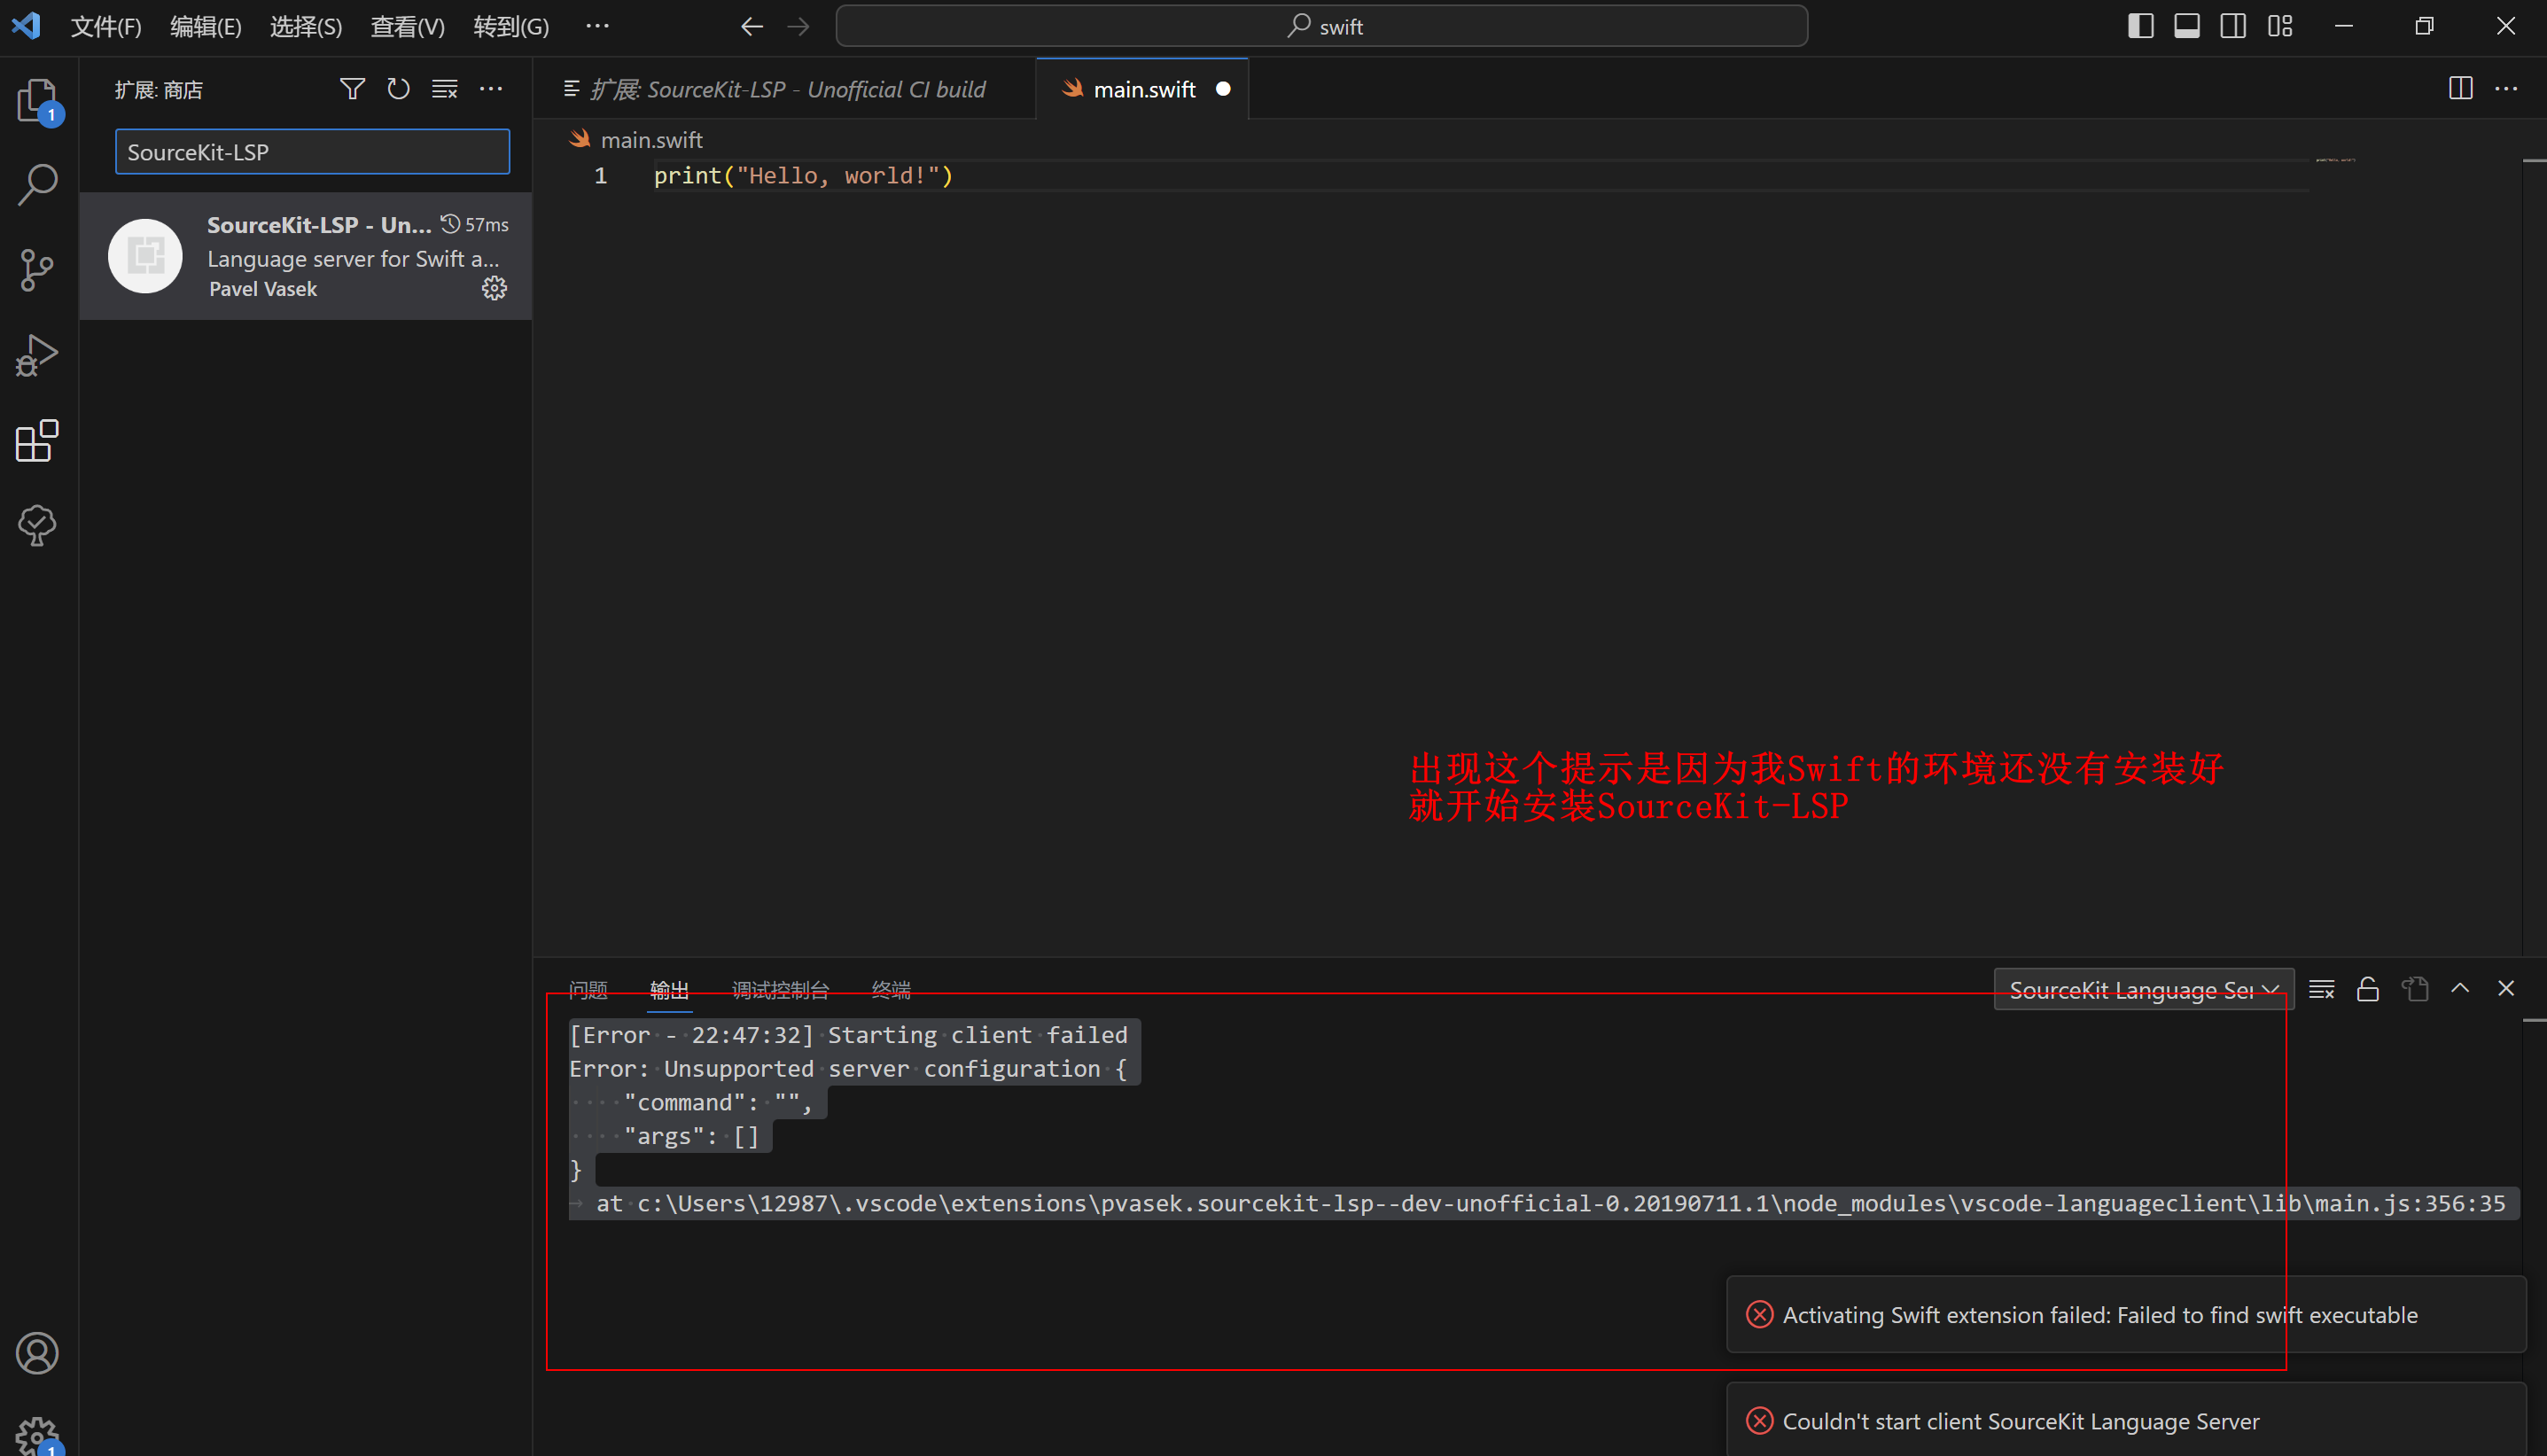 文件(F) 编辑(E) 选择(S) 查看(V) 转到(G) ··· swift
扩展: 商店
SourceKit-LSP
SourceKit-LSP - Un... 57ms
Language server for Swift a...
Pavel Vasek
扩展: SourceKit-LSP - Unofficial CI build
main.swift
main.swift
1 print("Hello, world!")
出现这个提示是因为我Swift的环境还没有安装好
就开始安装SourceKit-LSP
问题 输出 调试控制台 终端
SourceKit Language Ser
[Error - 22:47:32] Starting client failed
Error: Unsupported server configuration {
"command": "",
"args": []
}
at c:\Users\12987\.vscode\extensions\pvasek.sourcekit-lsp--dev-unofficial-0.20190711.1\node_modules\vscode-languageclient\lib\main.js:356:35
Activating Swift extension failed: Failed to find swift executable
Couldn't start client SourceKit Language Server
1
1